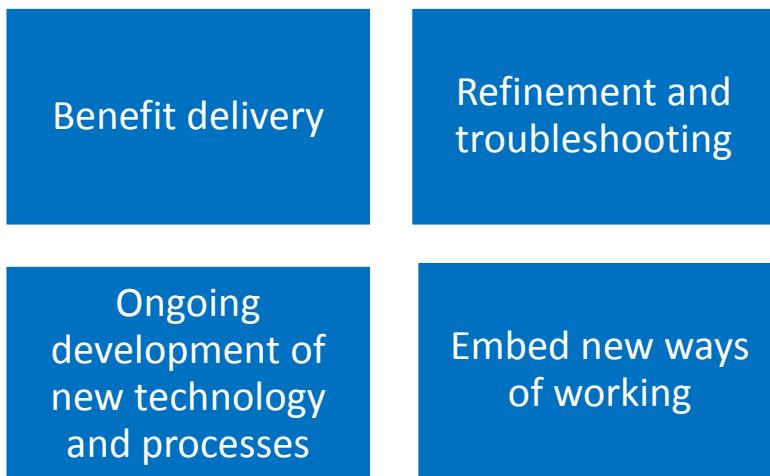 Benefit delivery
Refinement and
troubleshooting
Ongoing
development of
new technology
and processes
Embed new ways
of working